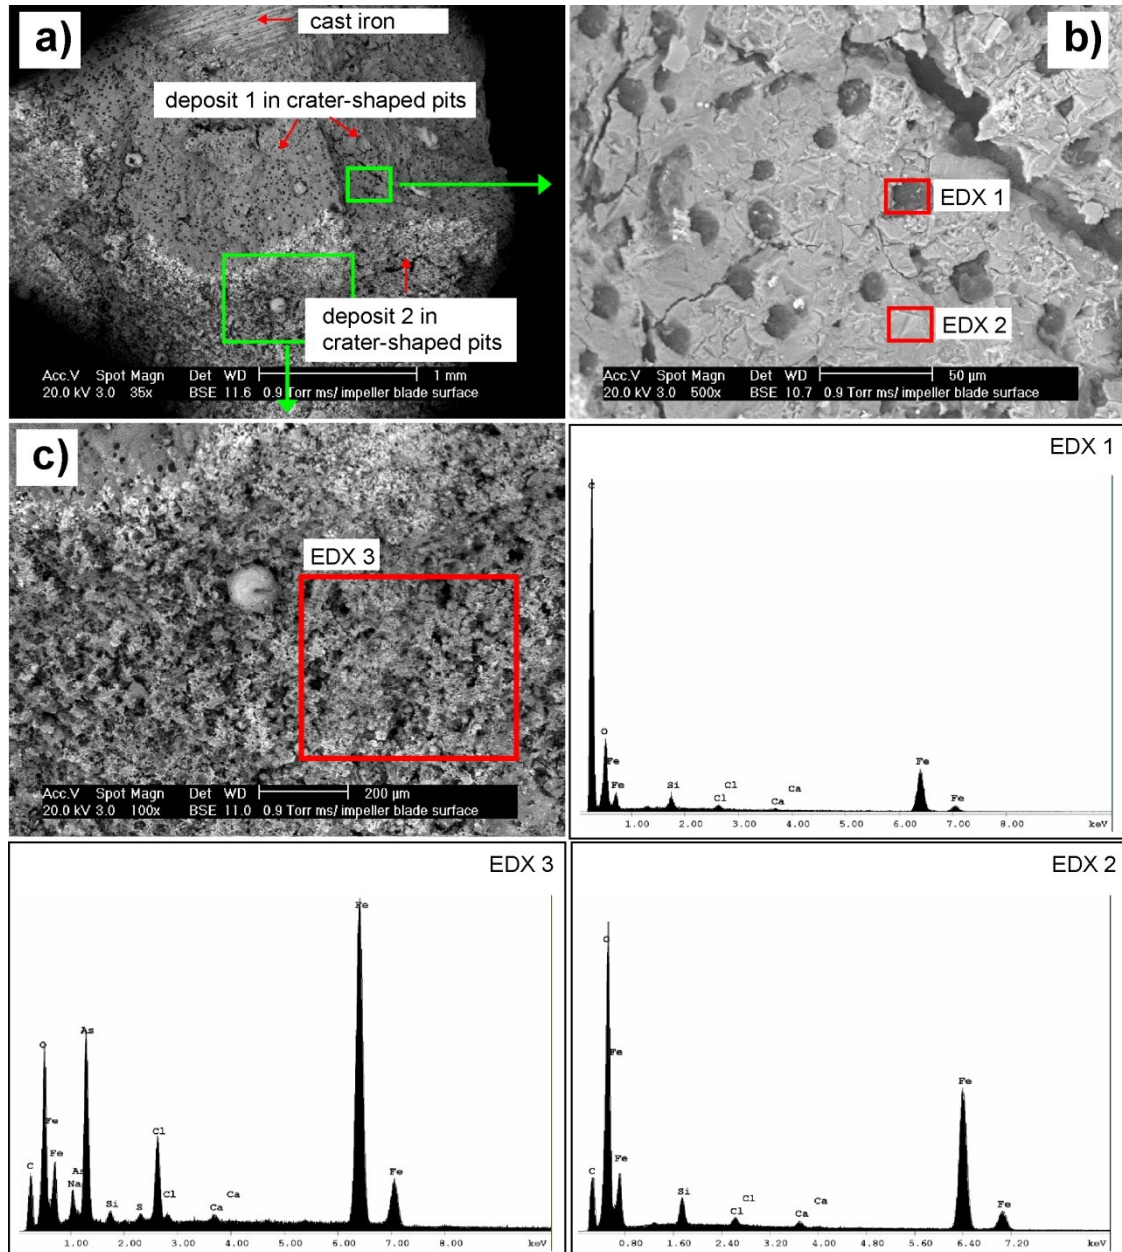 a)
cast iron
deposit 1 in crater-shaped pits
deposit 2 in
crater-shaped pits
Acc.V Spot Magn Det WD 1 mm
20.0 kV 3.0 35x BSE 11.6 0.9 Torr ms/ impeller blade surface
b)
EDX 1
EDX 2
Acc.V Spot Magn Det WD 50 µm
20.0 kV 3.0 500x BSE 10.7 0.9 Torr ms/ impeller blade surface
c)
EDX 3
Acc.V Spot Magn Det WD 200 µm
20.0 kV 3.0 100x BSE 11.0 0.9 Torr ms/ impeller blade surface
EDX 1
C
O
Fe
Fe
Si
Cl
Cl
Ca
Ca
Fe
Fe
1.00 2.00 3.00 4.00 5.00 6.00 7.00 8.00 keV
EDX 3
Fe
As
O
Fe
Fe
C
As
Na
Si
S
Cl
Cl
Ca
Ca
Fe
1.00 2.00 3.00 4.00 5.00 6.00 7.00 8.00 keV
EDX 2
O
Fe
Fe
C
Si
Cl
Cl
Ca
Ca
Fe
Fe
0.80 1.60 2.40 3.20 4.00 4.80 5.60 6.40 7.20 keV